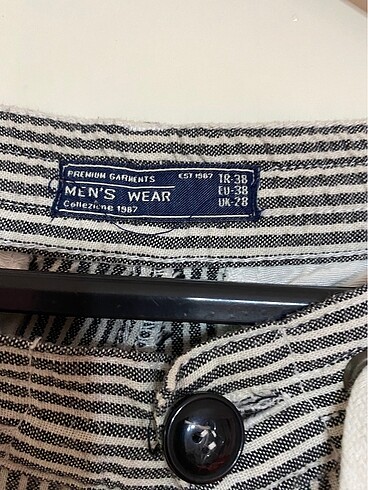 PREMIUM GARMENTS EST 1987
MEN'S WEAR
Collezione 1987
TR-38
EU-38
UK-28